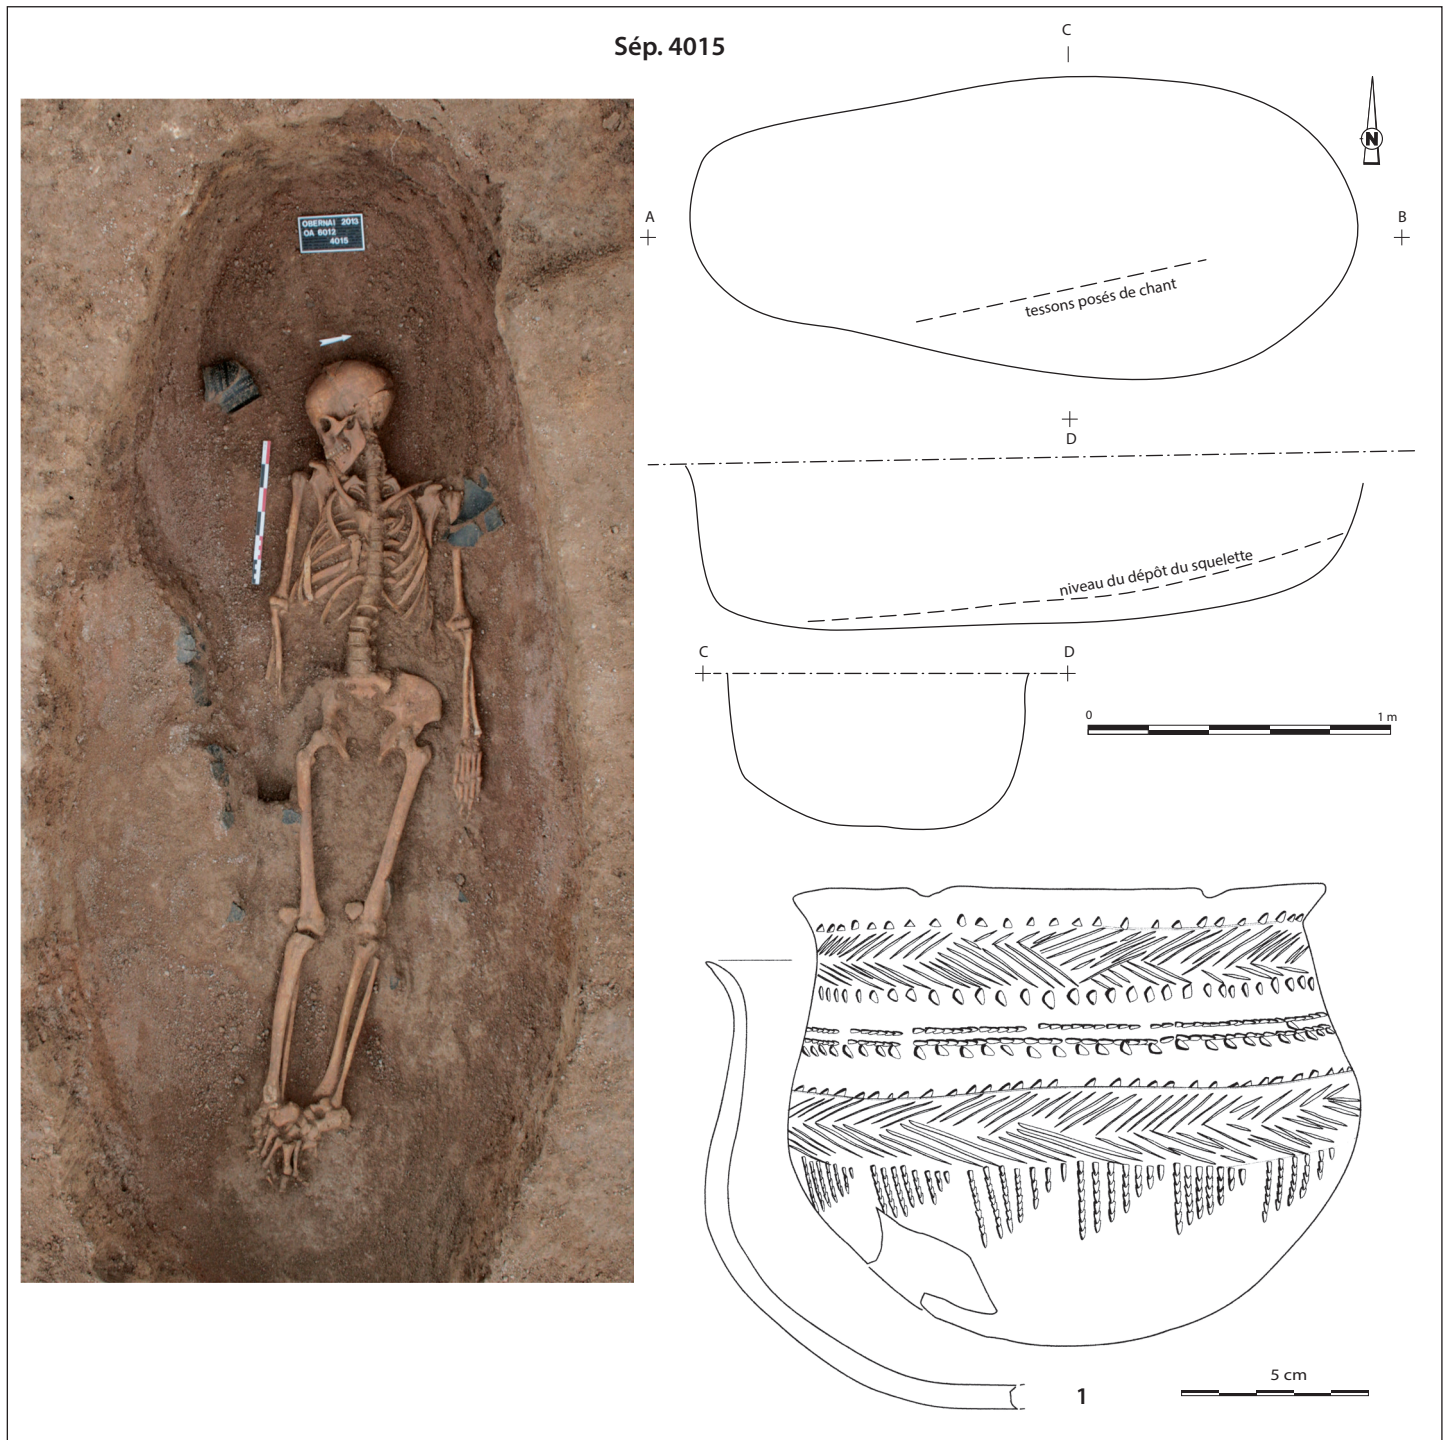 Sép. 4015
OBERNAI 2013
OA 6012
4015
C
N
A
B
tessons posés de chant
D
niveau du dépôt du squelette
C
D
0
1 m
1
5 cm